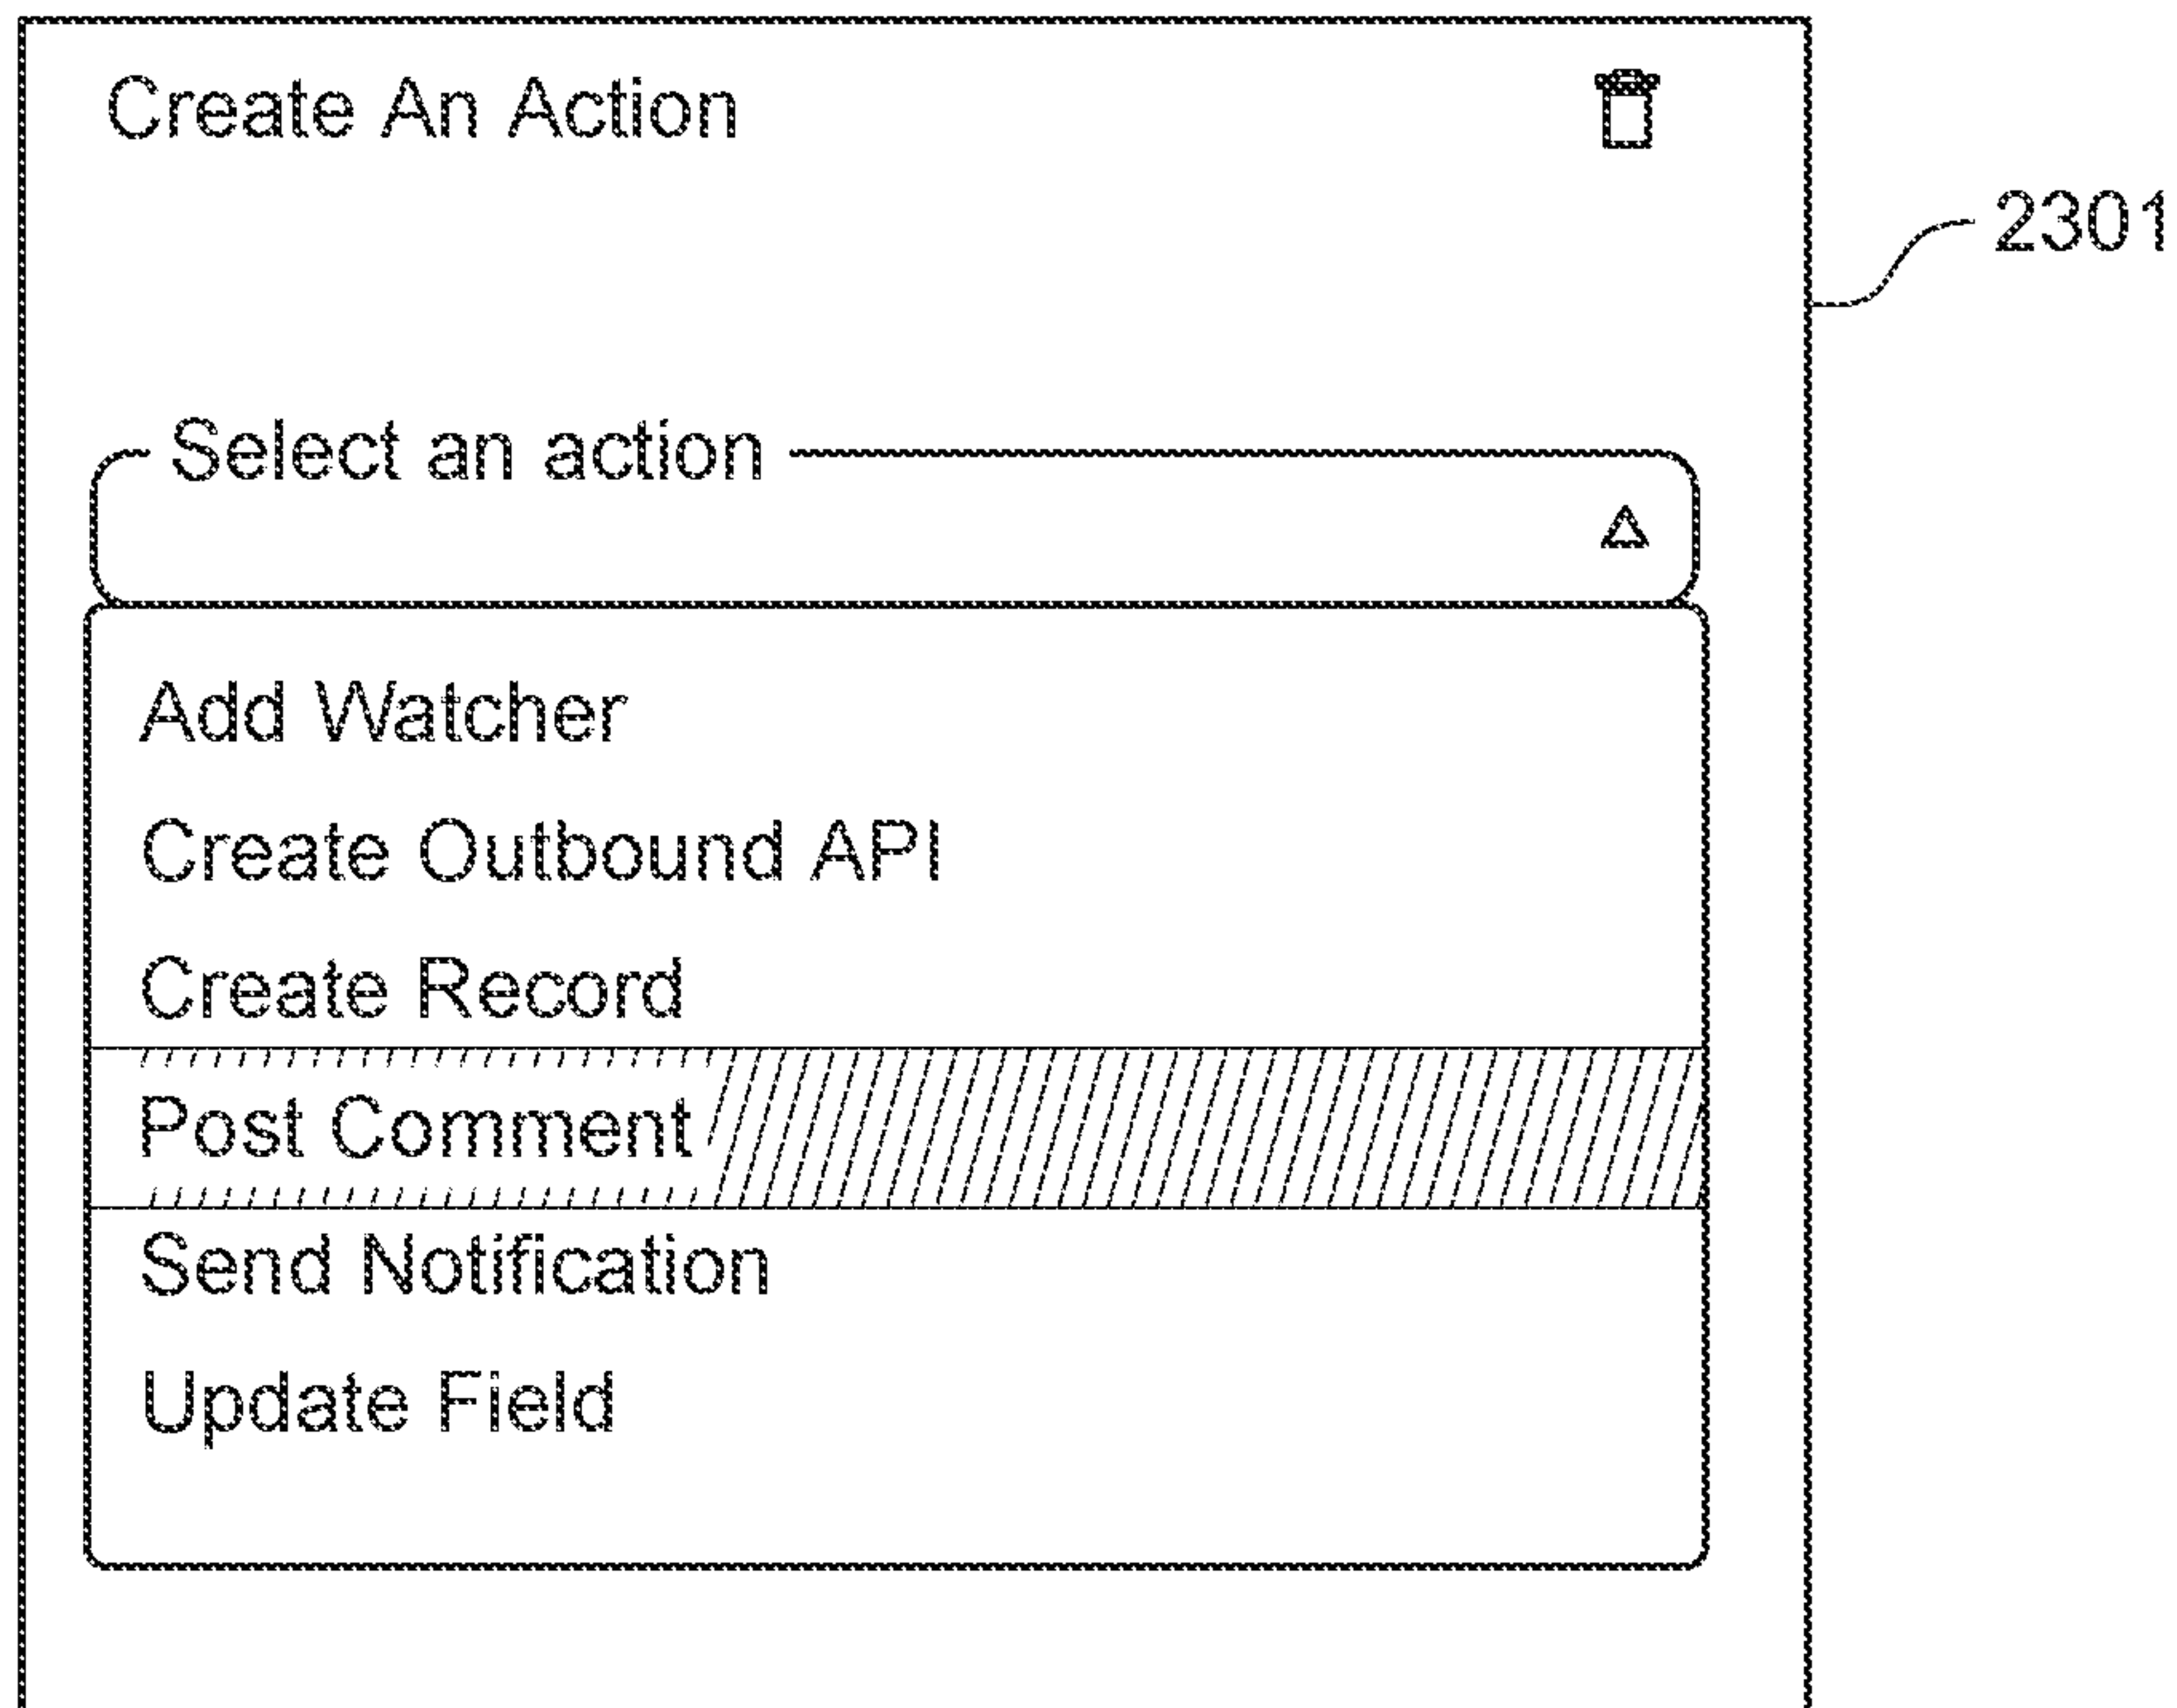 Create An Action
2301
Select an action
Add Watcher
Create Outbound API
Create Record
Post Comment
Send Notification
Update Field